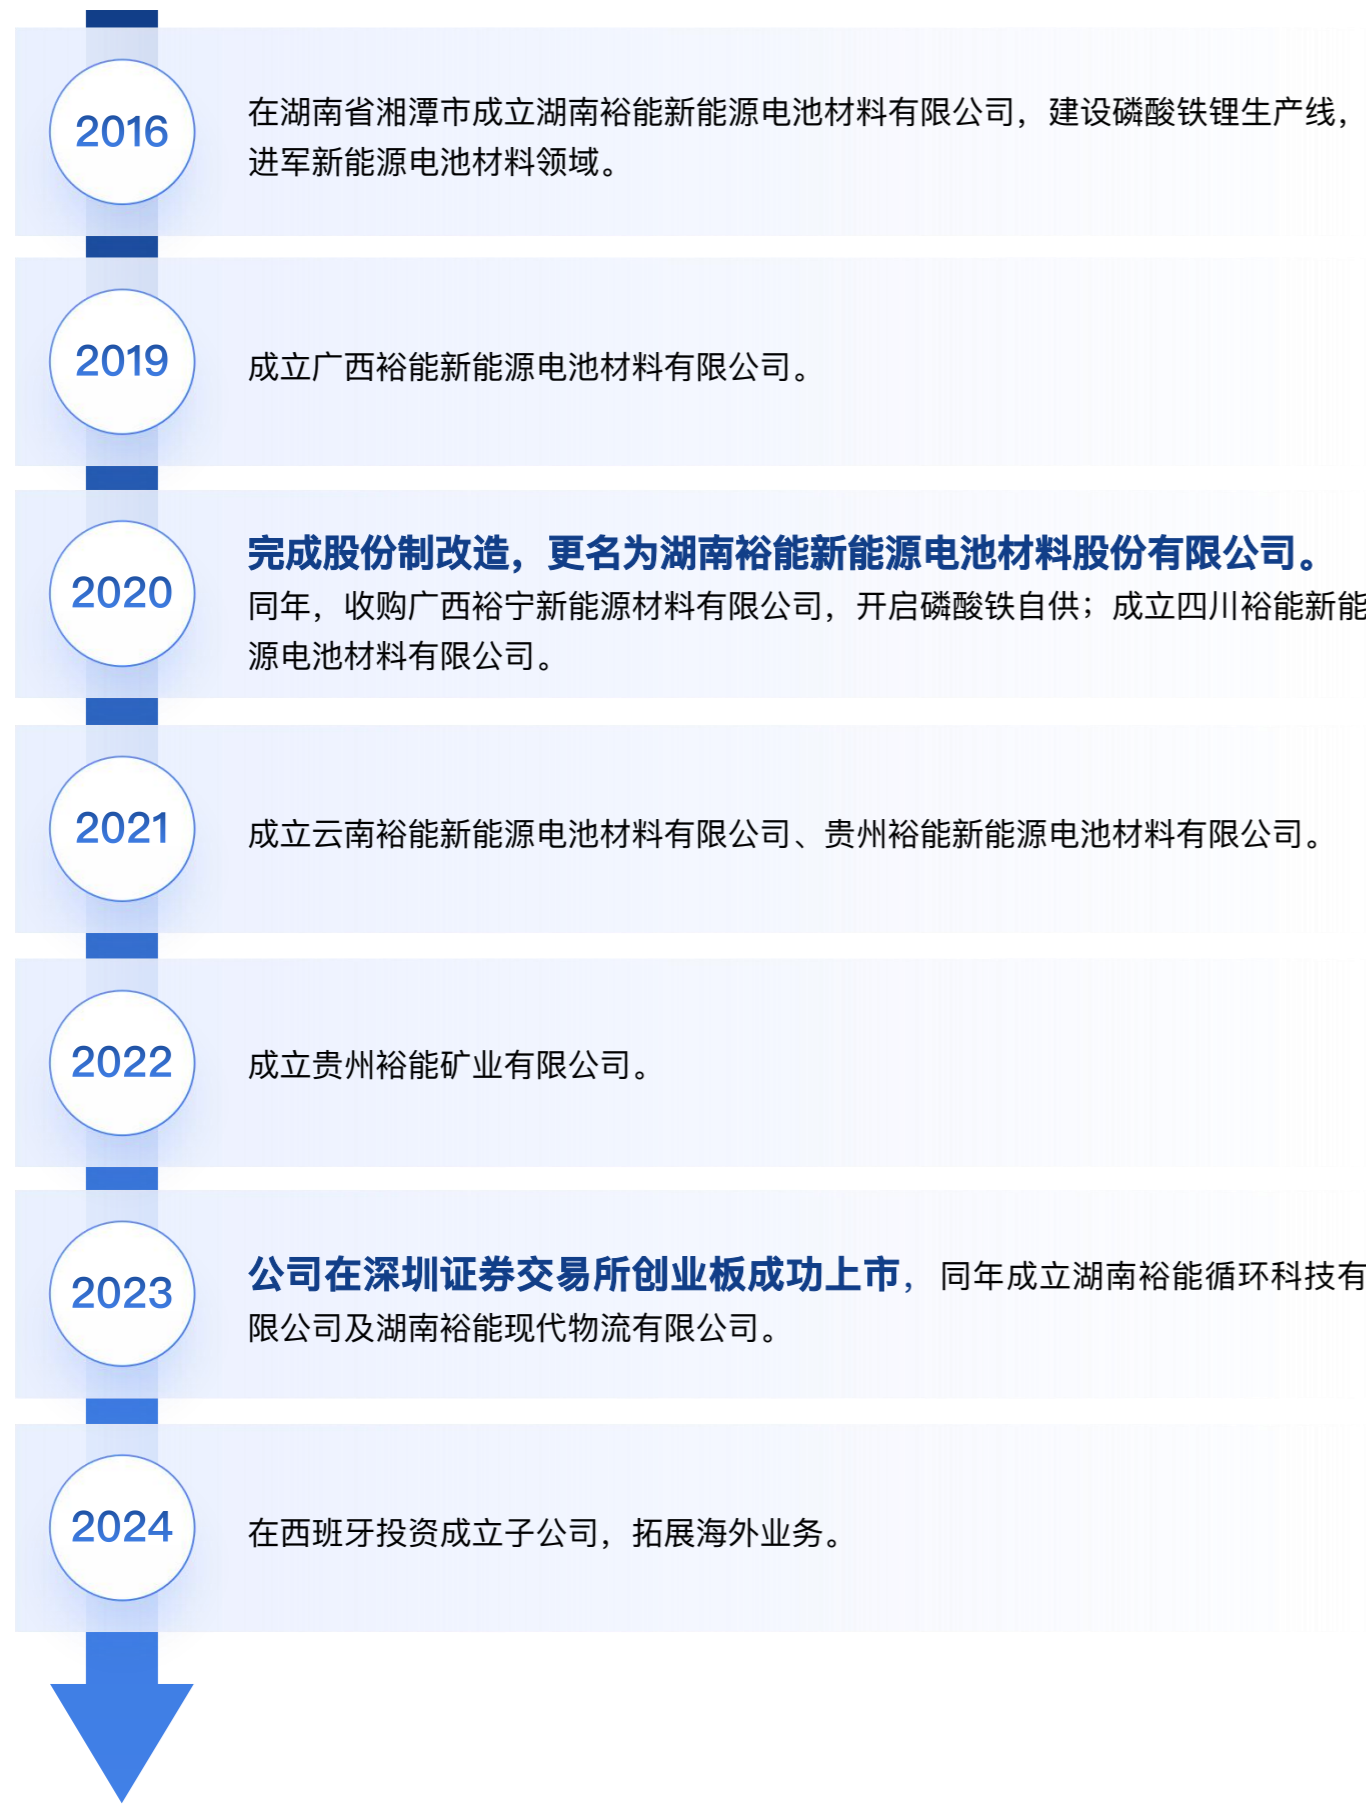 2016
在湖南省湘潭市成立湖南裕能新能源电池材料有限公司，建设磷酸铁锂生产线，
进军新能源电池材料领域。
2019
成立广西裕能新能源电池材料有限公司。
2020
完成股份制改造，更名为湖南裕能新能源电池材料股份有限公司。
同年，收购广西裕宁新能源材料有限公司，开启磷酸铁自供；成立四川裕能新能
源电池材料有限公司。
2021
成立云南裕能新能源电池材料有限公司、贵州裕能新能源电池材料有限公司。
2022
成立贵州裕能矿业有限公司。
2023
公司在深圳证券交易所创业板成功上市，同年成立湖南裕能循环科技有
限公司及湖南裕能现代物流有限公司。
2024
在西班牙投资成立子公司，拓展海外业务。